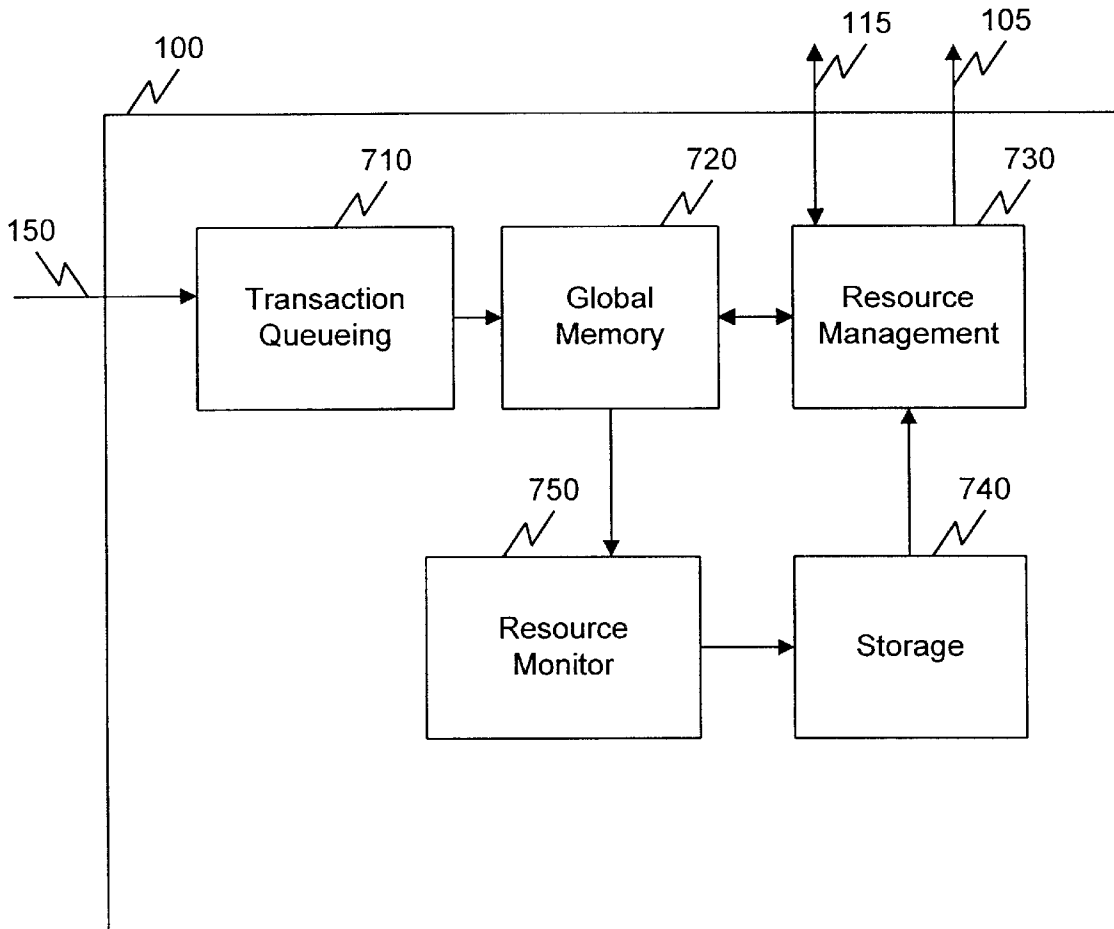 100
115
105
710
720
730
150
Transaction
Queueing
Global
Memory
Resource
Management
750
740
Resource
Monitor
Storage